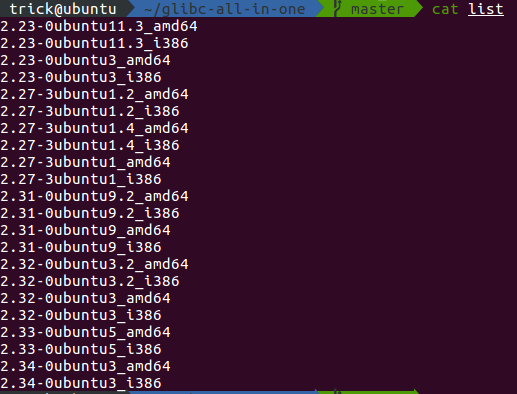 trick@ubuntu ~/glibc-all-in-one master cat list
2.23-0ubuntu11.3_amd64
2.23-0ubuntu11.3_i386
2.23-0ubuntu3_amd64
2.23-0ubuntu3_i386
2.27-3ubuntu1.2_amd64
2.27-3ubuntu1.2_i386
2.27-3ubuntu1.4_amd64
2.27-3ubuntu1.4_i386
2.27-3ubuntu1_amd64
2.27-3ubuntu1_i386
2.31-0ubuntu9.2_amd64
2.31-0ubuntu9.2_i386
2.31-0ubuntu9_amd64
2.31-0ubuntu9_i386
2.32-0ubuntu3.2_amd64
2.32-0ubuntu3.2_i386
2.32-0ubuntu3_amd64
2.32-0ubuntu3_i386
2.33-0ubuntu5_amd64
2.33-0ubuntu5_i386
2.34-0ubuntu3_amd64
2.34-0ubuntu3_i386